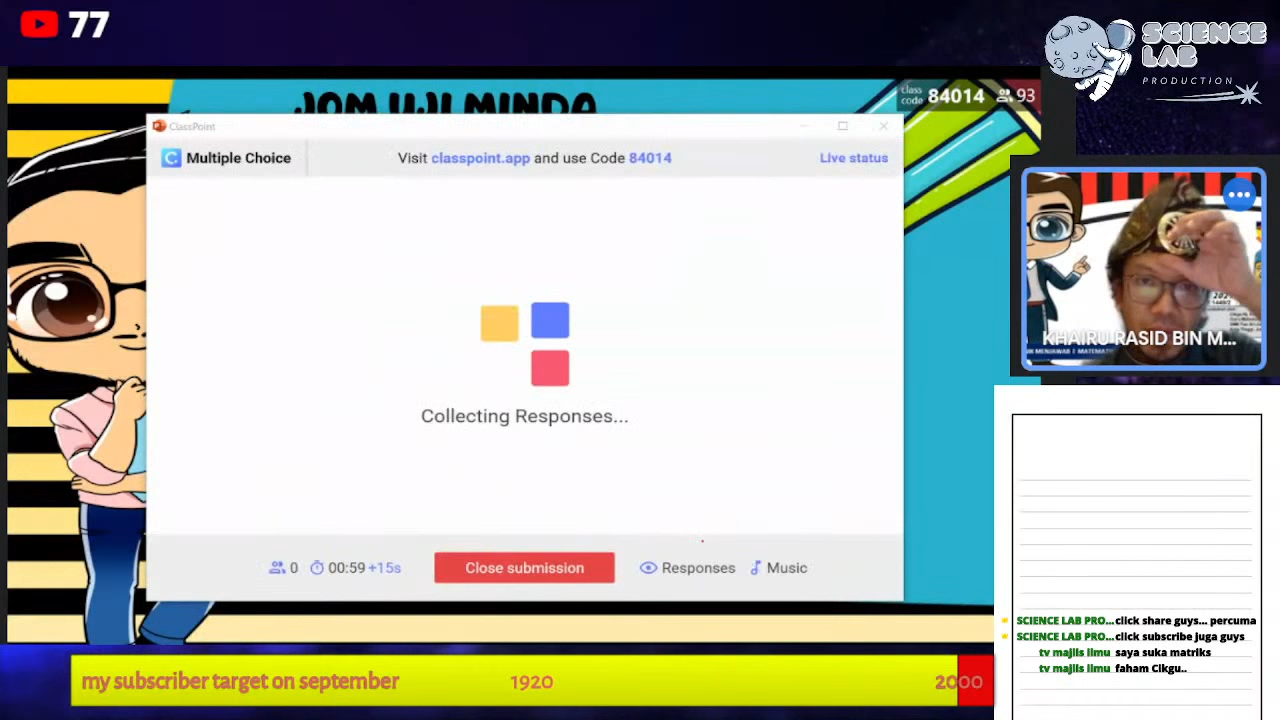 77
SCIENCE
LAB
PRODUCTION
JOM UJI MINDA
class code 84014 93
ClassPoint
Multiple Choice
Visit classpoint.app and use Code 84014
Live status
Collecting Responses...
0 00:59 +15s
Close submission
Responses
Music
KHAIRU RASID BIN M...
SCIENCE LAB PRO... click share guys... percuma
SCIENCE LAB PRO... click subscribe juga guys
tv majlis ilmu saya suka matriks
tv majlis ilmu faham Cikgu..
my subscriber target on september 1920 2000